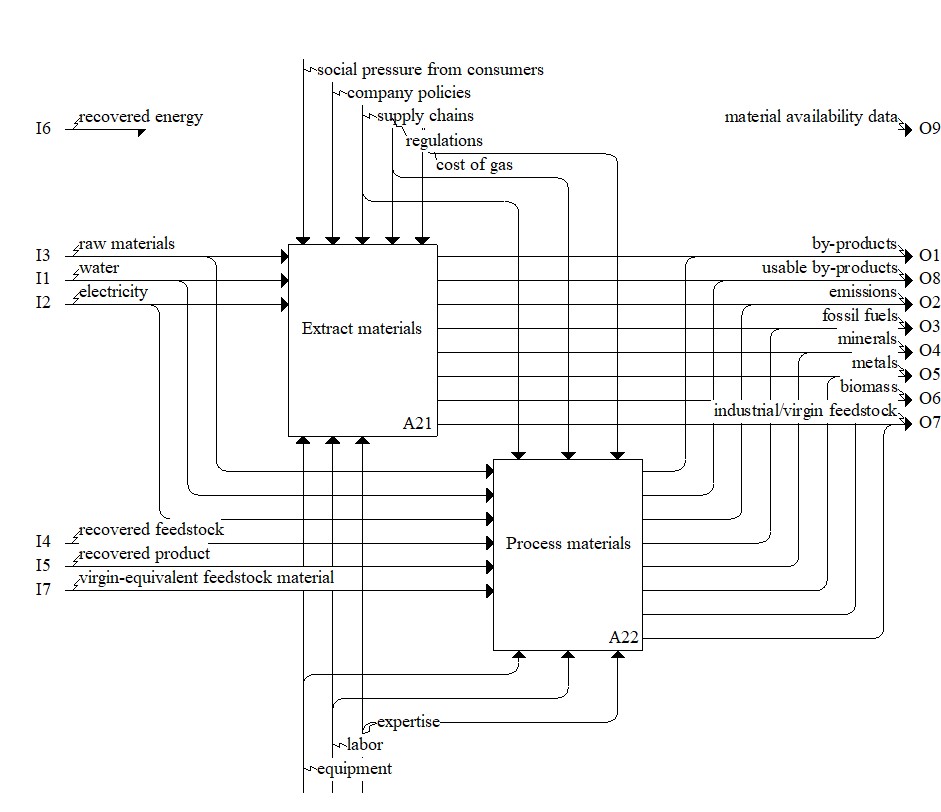 social pressure from consumers
company policies
supply chains
regulations
cost of gas
I6 recovered energy
material availability data O9
I3 raw materials
I1 water
I2 electricity
by-products O1
usable by-products O8
emissions O2
fossil fuels O3
minerals O4
metals O5
biomass O6
industrial/virgin feedstock O7
Extract materials
A21
I4 recovered feedstock
I5 recovered product
I7 virgin-equivalent feedstock material
Process materials
A22
expertise
labor
equipment